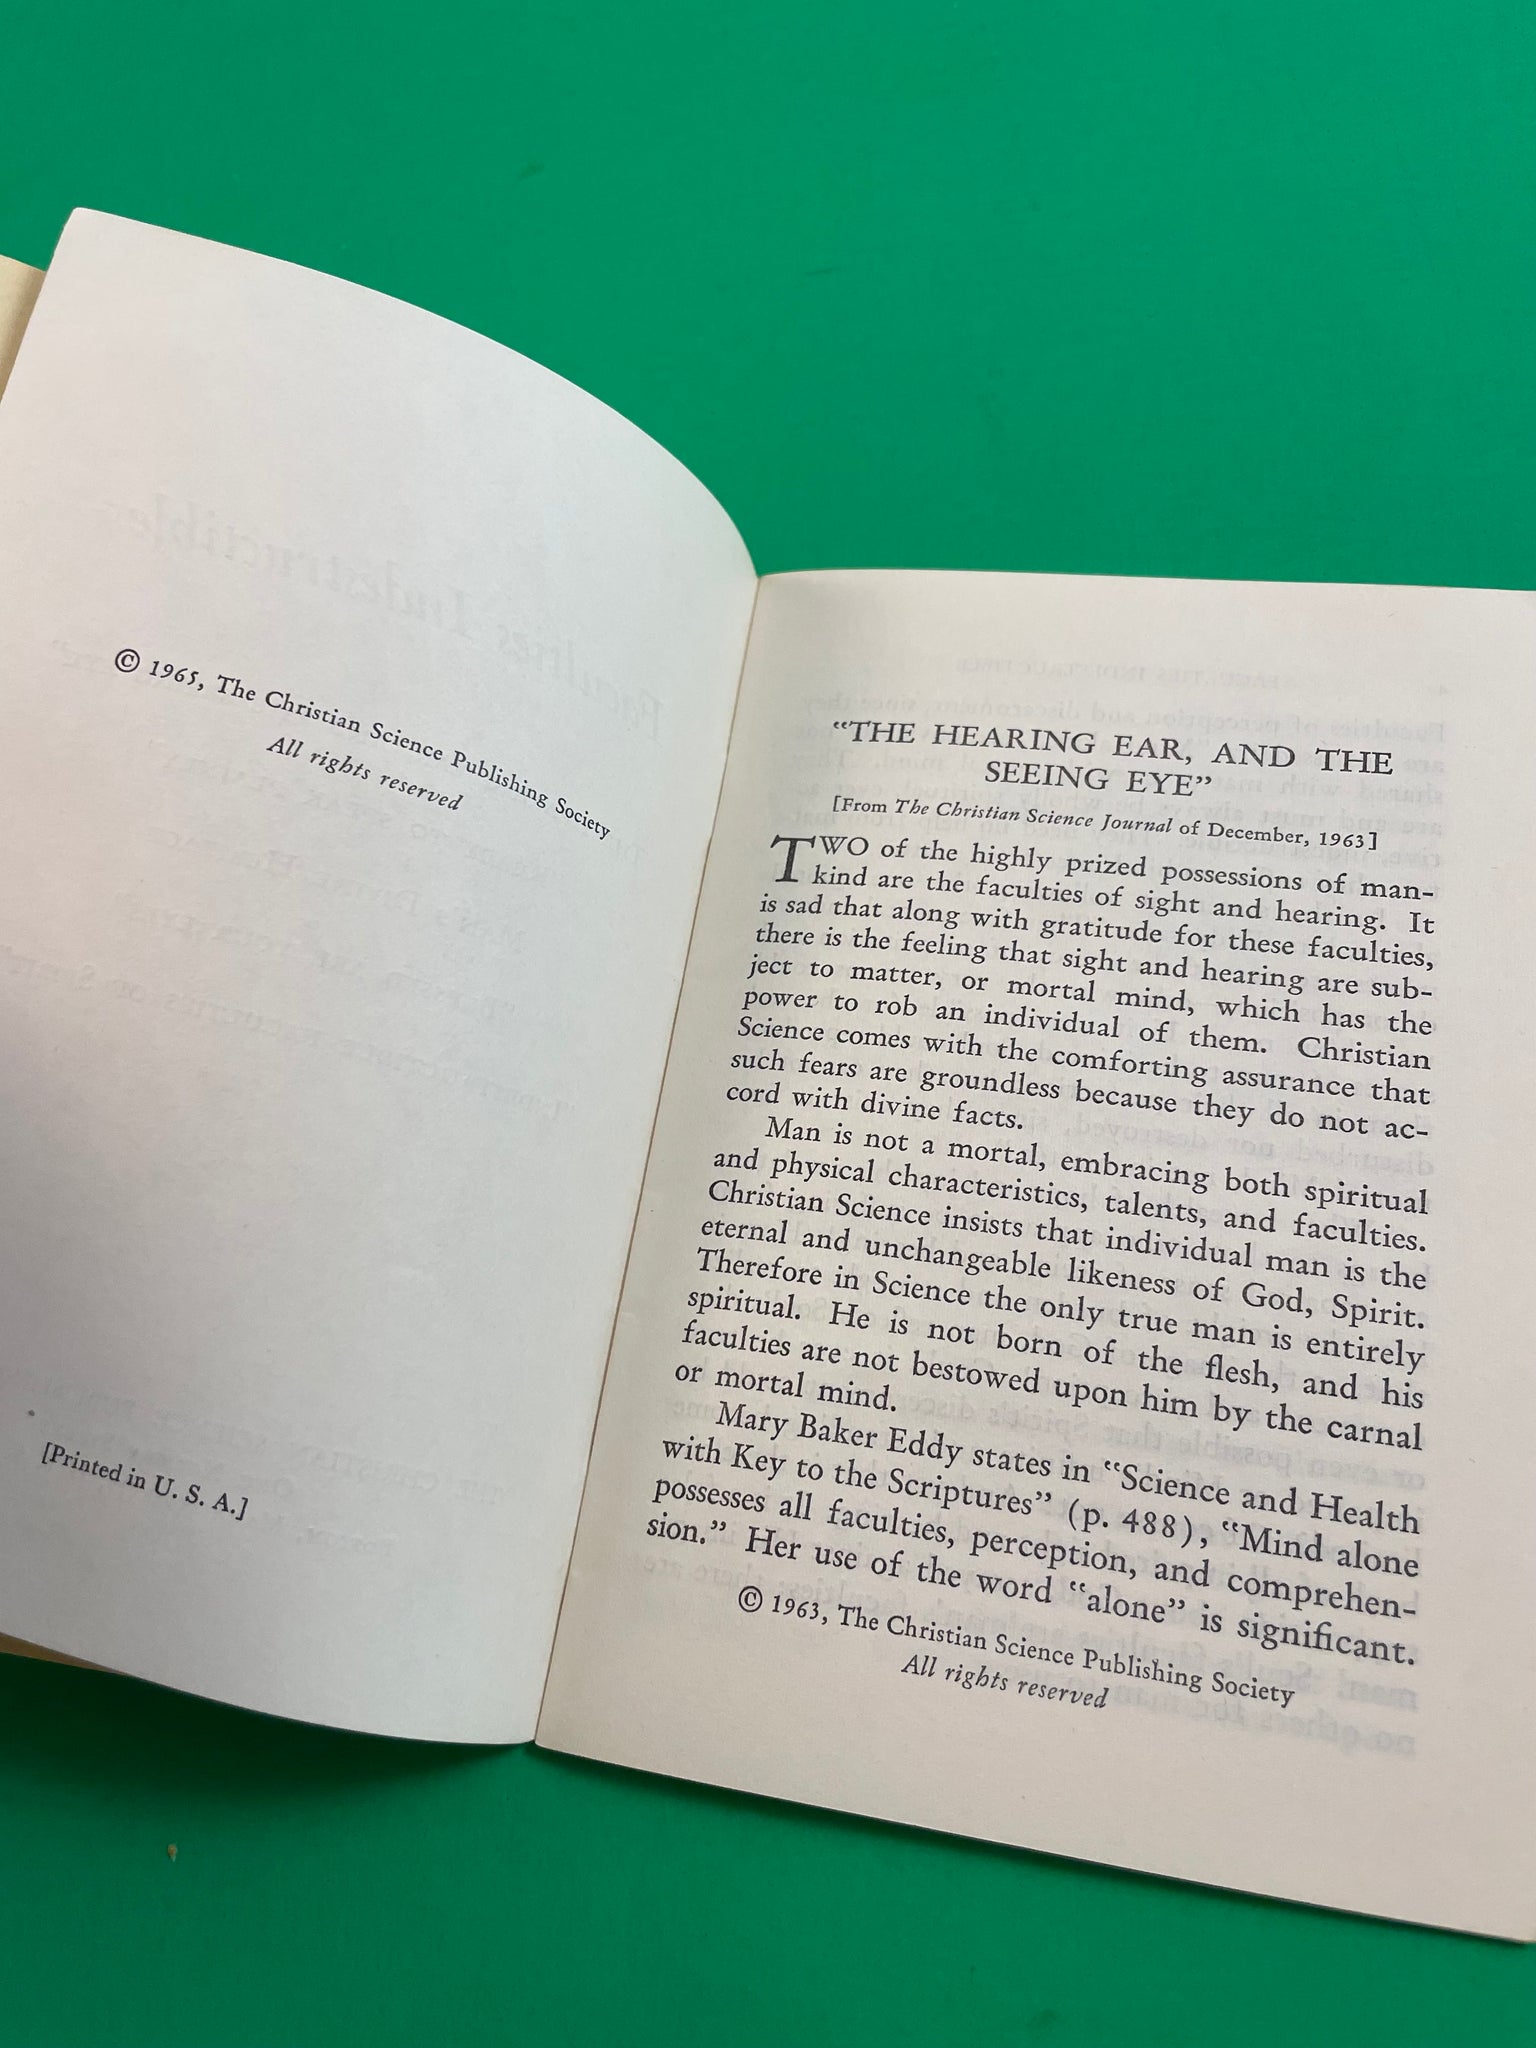 © 1965, The Christian Science Publishing Society
All rights reserved
[Printed in U. S. A.]
“THE HEARING EAR, AND THE
SEEING EYE”
[From The Christian Science Journal of December, 1963]
TWO of the highly prized possessions of man-
kind are the faculties of sight and hearing. It
is sad that along with gratitude for these faculties,
there is the feeling that sight and hearing are sub-
ject to matter, or mortal mind, which has the
power to rob an individual of them. Christian
Science comes with the comforting assurance that
such fears are groundless because they do not ac-
cord with divine facts.
Man is not a mortal, embracing both spiritual
and physical characteristics, talents, and faculties.
Christian Science insists that individual man is the
eternal and unchangeable likeness of God, Spirit.
Therefore in Science the only true man is entirely
spiritual. He is not born of the flesh, and his
faculties are not bestowed upon him by the carnal
or mortal mind.
Mary Baker Eddy states in “Science and Health
with Key to the Scriptures” (p. 488), “Mind alone
possesses all faculties, perception, and comprehen-
sion.” Her use of the word “alone” is significant.
© 1963, The Christian Science Publishing Society
All rights reserved